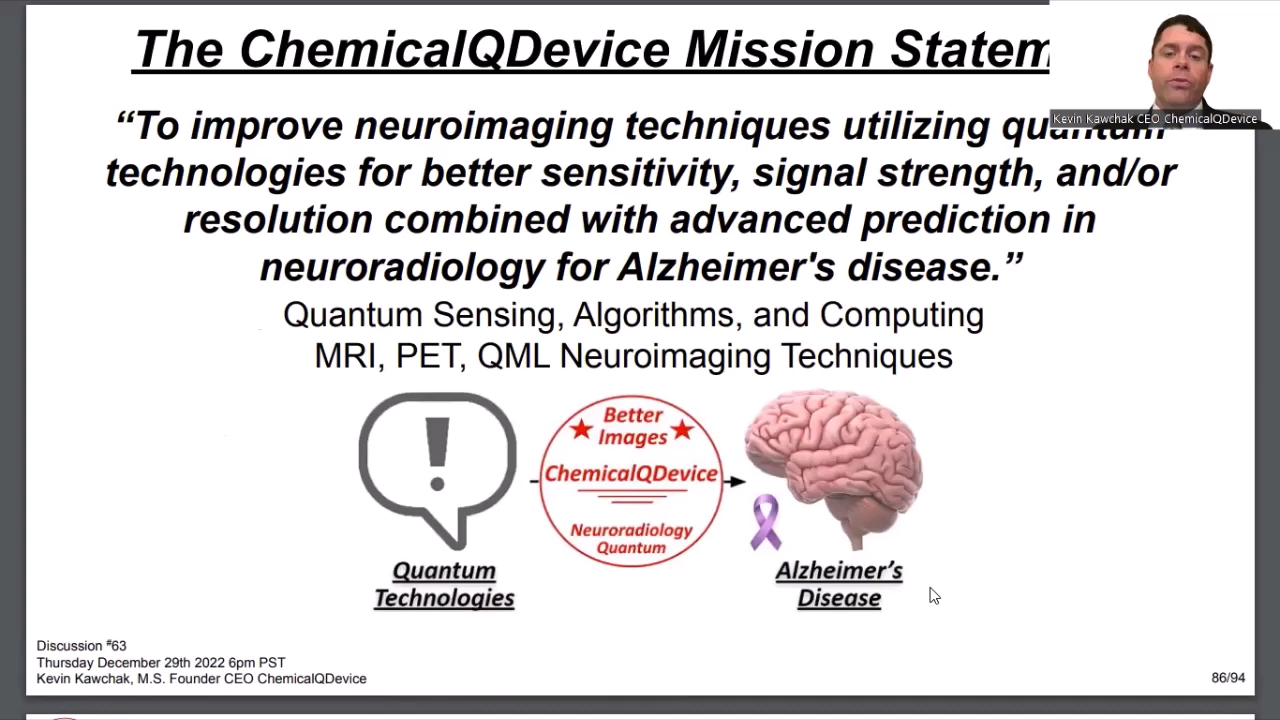 The ChemicalQDevice Mission Statem
Kevin Kawchak CEO ChemicalQDevice
“To improve neuroimaging techniques utilizing quantum
technologies for better sensitivity, signal strength, and/or
resolution combined with advanced prediction in
neuroradiology for Alzheimer's disease.”
Quantum Sensing, Algorithms, and Computing
MRI, PET, QML Neuroimaging Techniques
!
Better
Images
ChemicalQDevice
Neuroradiology
Quantum
Quantum
Technologies
Alzheimer’s
Disease
Discussion #63
Thursday December 29th 2022 6pm PST
Kevin Kawchak, M.S. Founder CEO ChemicalQDevice
86/94